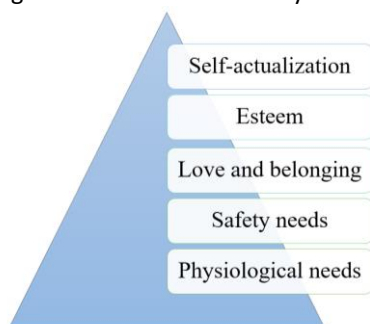 Self-actualization
Esteem
Love and belonging
Safety needs
Physiological needs